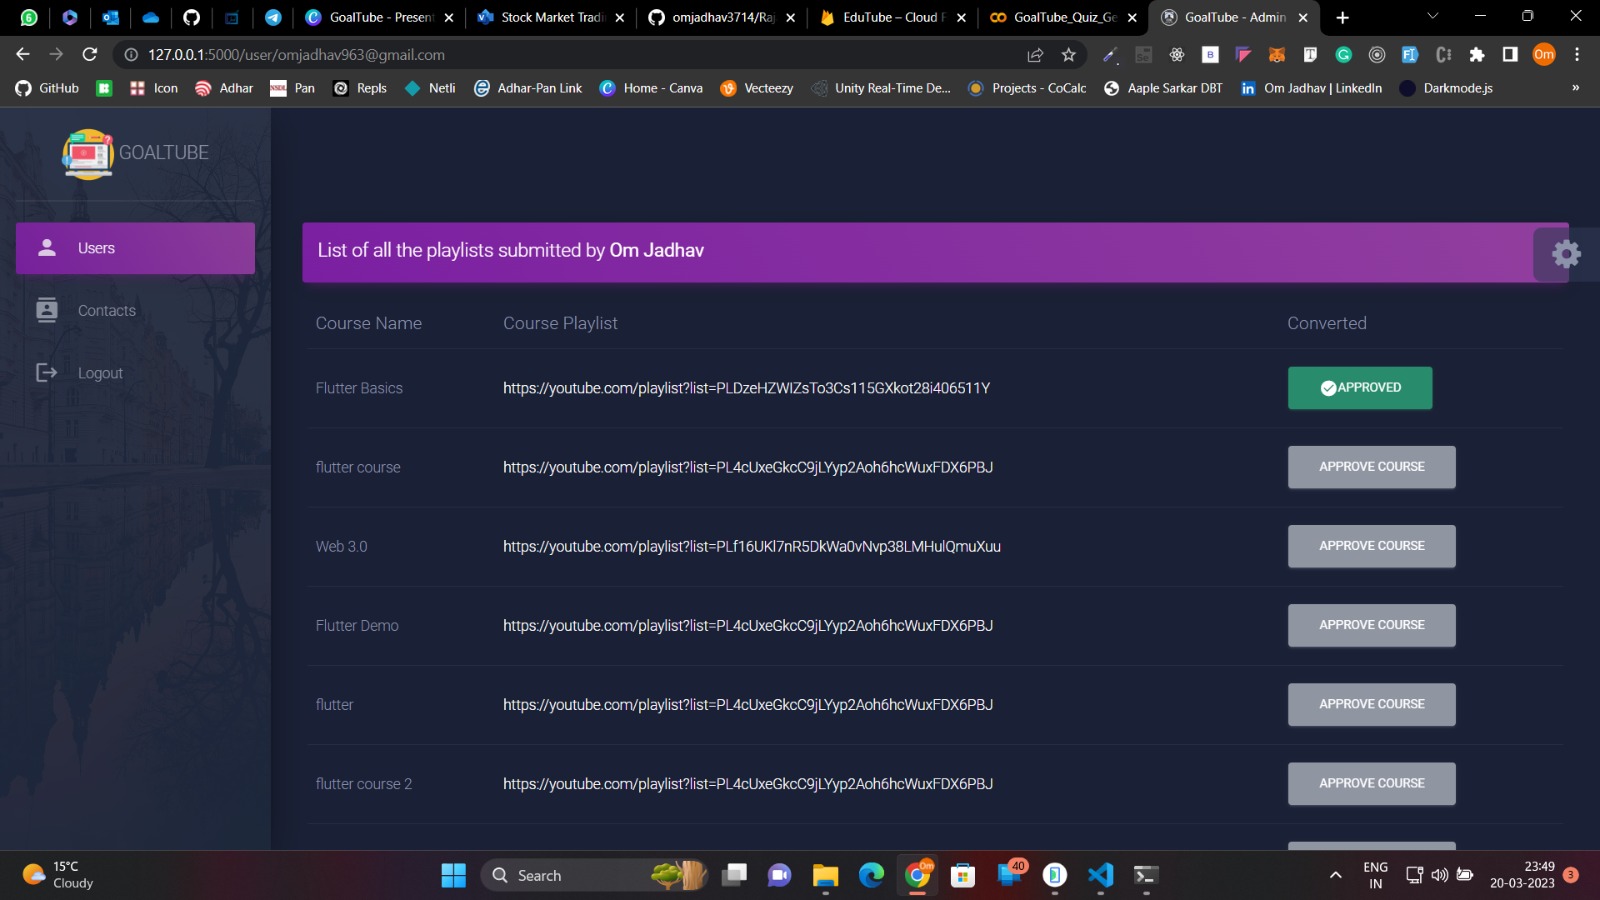 GoalTube - Present
Stock Market Tradi
omjadhav3714/Raj
EduTube – Cloud F
GoalTube_Quiz_Ge
GoalTube - Admin
127.0.0.1:5000/user/omjadhav963@gmail.com
Om
GitHub
Icon
Adhar
Pan
Repls
Netli
Adhar-Pan Link
Home - Canva
Vecteezy
Unity Real-Time De...
Projects - CoCalc
Aaple Sarkar DBT
Om Jadhav | LinkedIn
Darkmode.js
»
GOALTUBE
Users
Contacts
Logout
List of all the playlists submitted by Om Jadhav
Course Name Course Playlist Converted
Flutter Basics https://youtube.com/playlist?list=PLDzeHZWIZsTo3Cs115GXkot28i406511Y APPROVED
flutter course https://youtube.com/playlist?list=PL4cUxeGkcC9jLYyp2Aoh6hcWuxFDX6PBJ APPROVE COURSE
Web 3.0 https://youtube.com/playlist?list=PLf16UKl7nR5DkWa0vNvp38LMHulQmuXuu APPROVE COURSE
Flutter Demo https://youtube.com/playlist?list=PL4cUxeGkcC9jLYyp2Aoh6hcWuxFDX6PBJ APPROVE COURSE
flutter https://youtube.com/playlist?list=PL4cUxeGkcC9jLYyp2Aoh6hcWuxFDX6PBJ APPROVE COURSE
flutter course 2 https://youtube.com/playlist?list=PL4cUxeGkcC9jLYyp2Aoh6hcWuxFDX6PBJ APPROVE COURSE
15°C
Cloudy
Search
Om
40
ENG
IN
23:49
20-03-2023
3